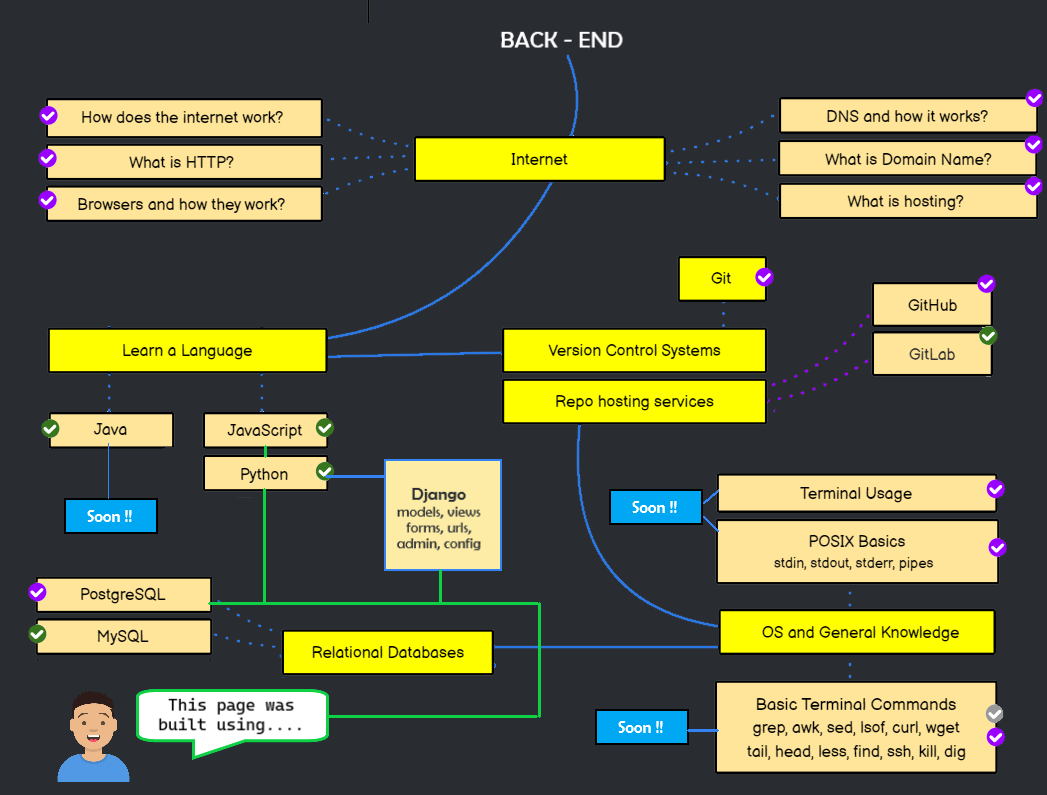 BACK - END
How does the internet work?
What is HTTP?
Browsers and how they work?
Internet
DNS and how it works?
What is Domain Name?
What is hosting?
Git
GitHub
GitLab
Learn a Language
Version Control Systems
Repo hosting services
Java
JavaScript
Python
Soon !!
Django
models, views
forms, urls,
admin, config
Soon !!
Terminal Usage
POSIX Basics
stdin, stdout, stderr, pipes
PostgreSQL
MySQL
Relational Databases
OS and General Knowledge
This page was
built using....
Soon !!
Basic Terminal Commands
grep, awk, sed, lsof, curl, wget
tail, head, less, find, ssh, kill, dig